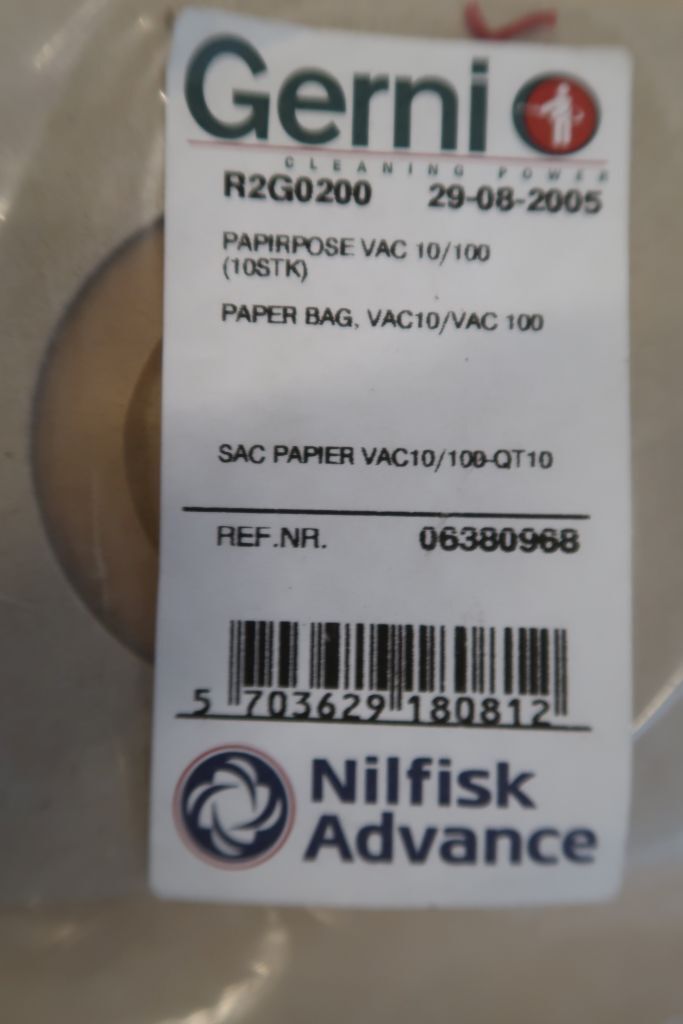 Gerni
CLEANING POWER
R2G0200 29-08-2005
PAPIRPOSE VAC 10/100
(10STK)
PAPER BAG, VAC10/VAC 100
SAC PAPIER VAC10/100-QT10
REF.NR. 06380968
5 703629 180812
Nilfisk
Advance